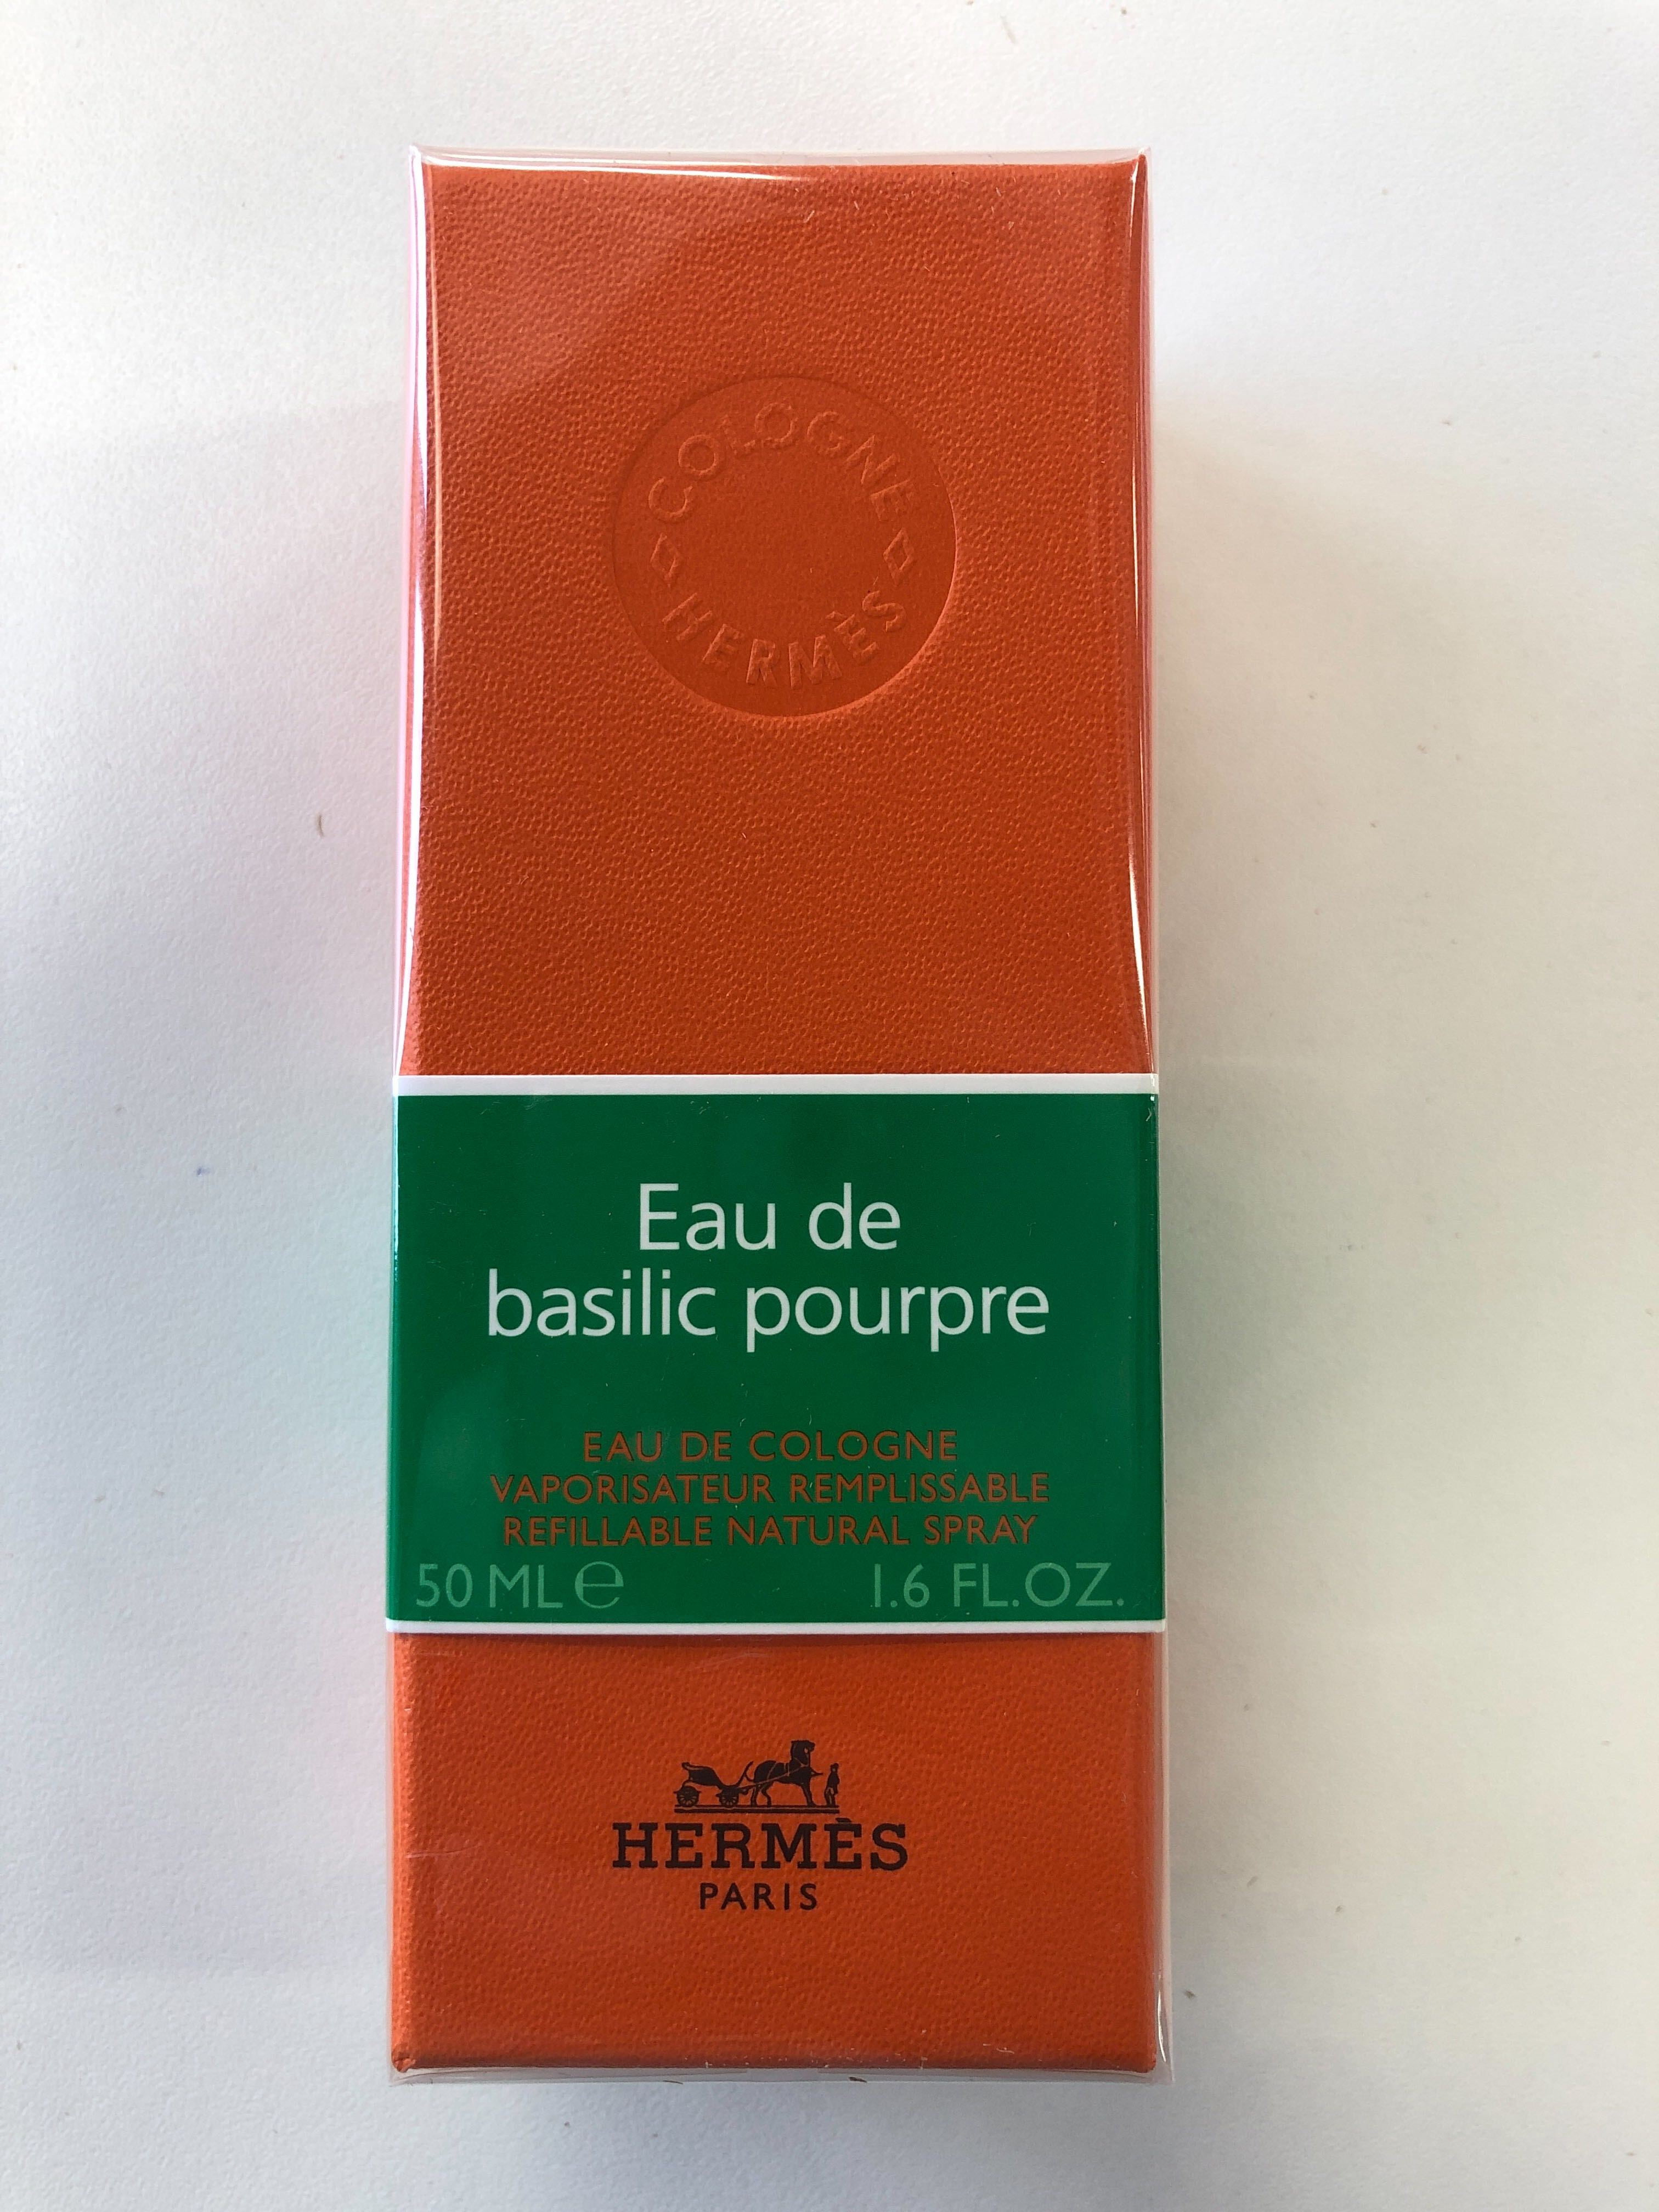 COLOGNE
HERMÈS
Eau de
basilic pourpre
EAU DE COLOGNE
VAPORISATEUR REMPLISSABLE
REFILLABLE NATURAL SPRAY
50 ML ℮ 1.6 FL.OZ.
HERMÈS
PARIS